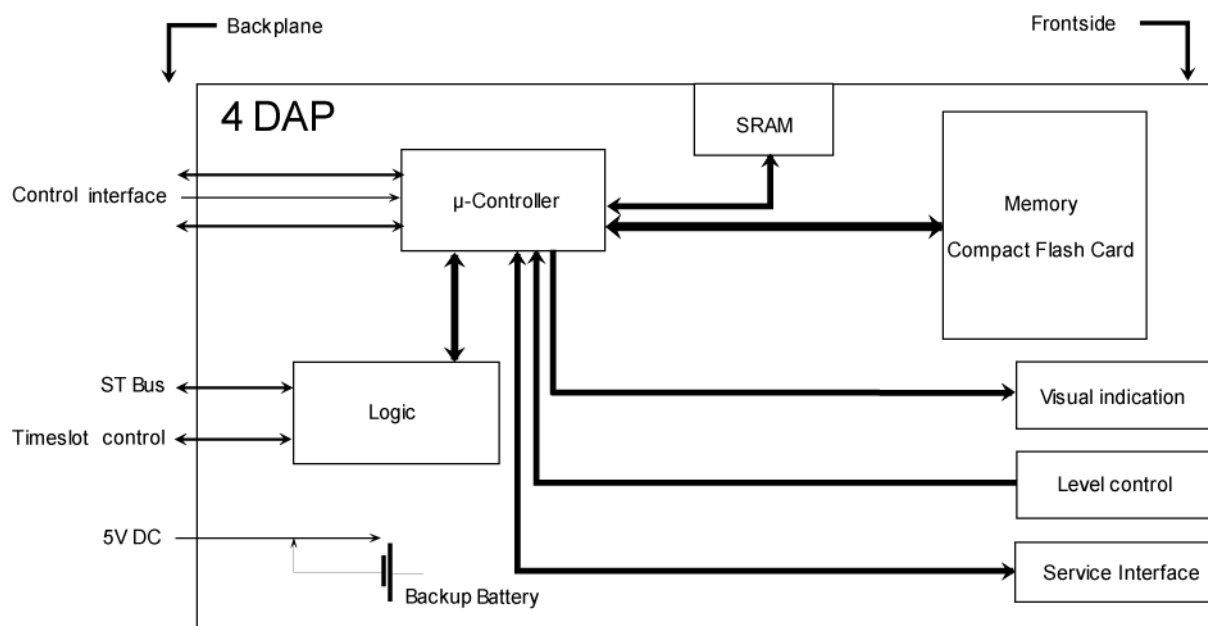 Backplane
Frontside
4 DAP
SRAM
Control interface
µ-Controller
Memory
Compact Flash Card
ST Bus
Logic
Visual indication
Timeslot control
Level control
5V DC
Service Interface
Backup Battery